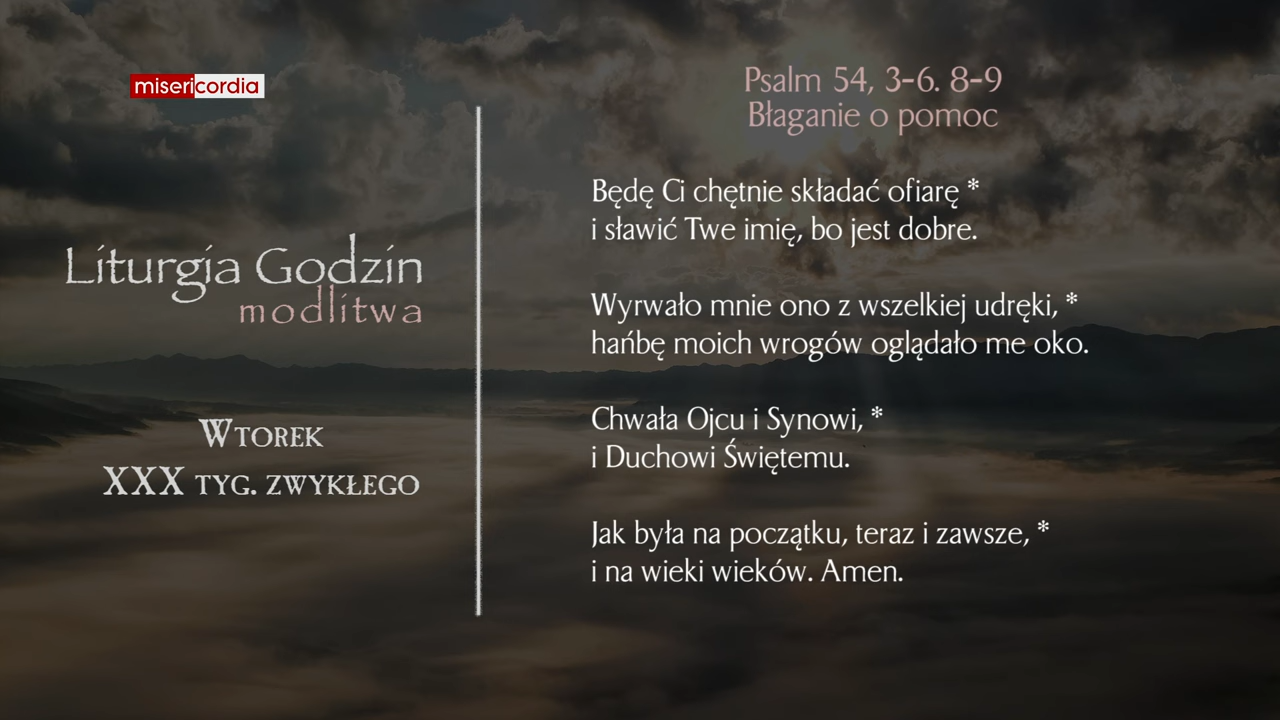 misericordia
Liturgia Godzin
modlitwa
Wtorek
XXX tyg. zwykłego
Psalm 54, 3-6. 8-9
Błaganie o pomoc
Będę Ci chętnie składać ofiarę *
i sławić Twe imię, bo jest dobre.
Wyrwało mnie ono z wszelkiej udręki, *
hańbę moich wrogów oglądało me oko.
Chwała Ojcu i Synowi, *
i Duchowi Świętemu.
Jak była na początku, teraz i zawsze, *
i na wieki wieków. Amen.